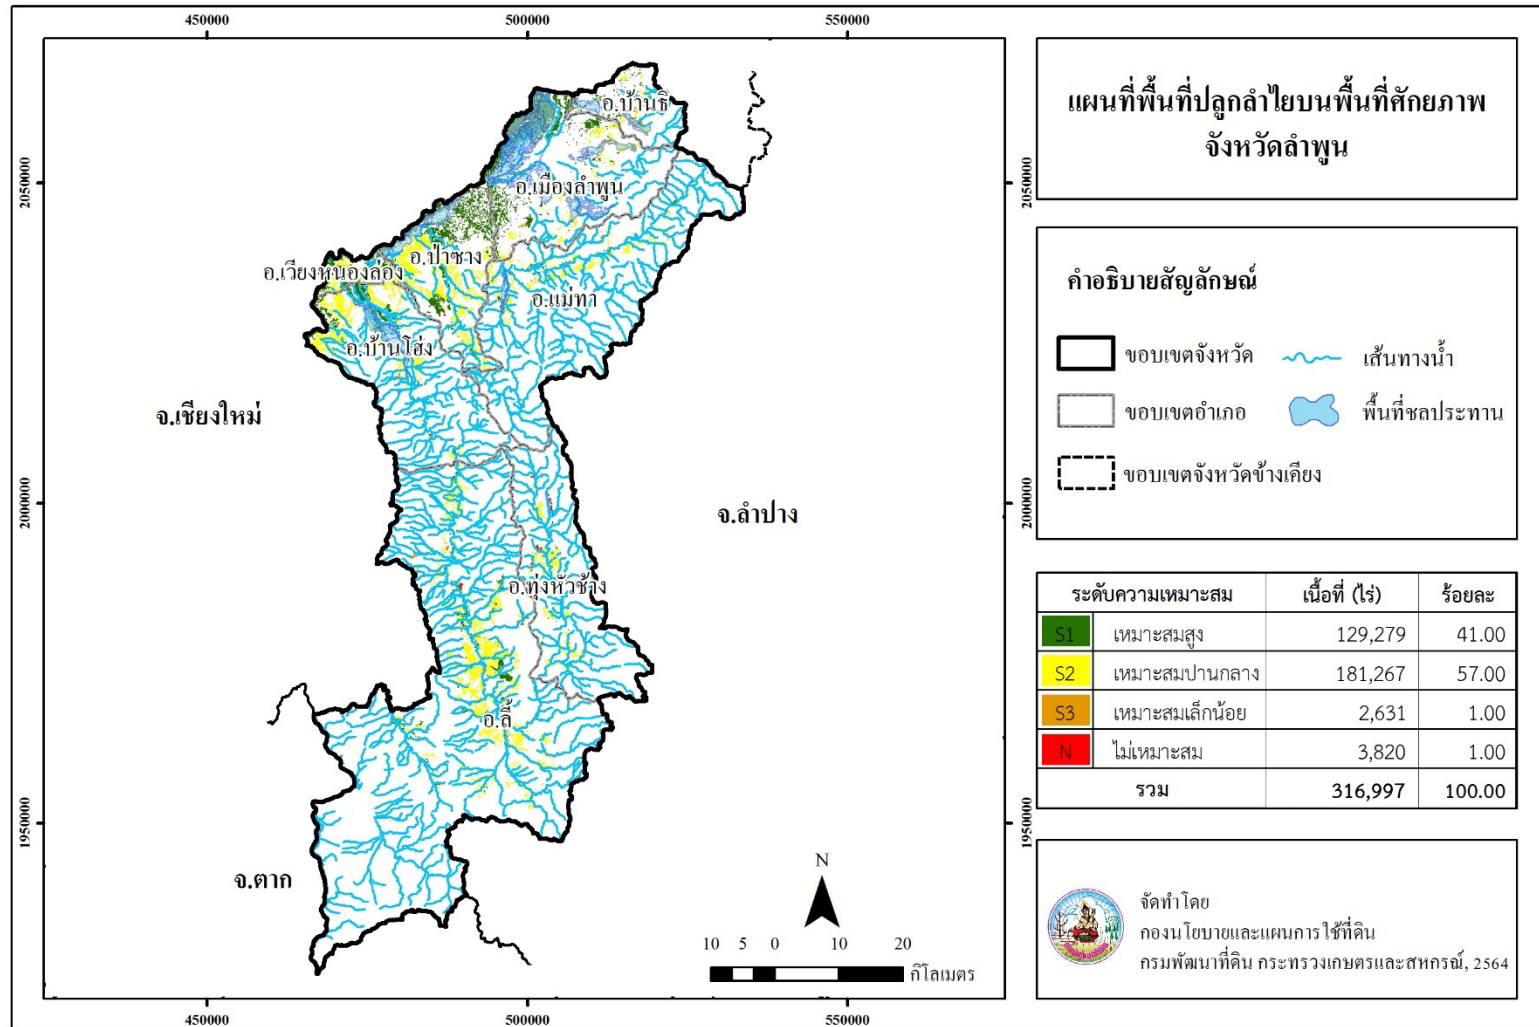 450000 500000 550000
2050000
2000000
1950000
2050000
2000000
1950000
450000 500000 550000
อ.บ้านธิ
อ.เมืองลำพูน
อ.ป่าซาง
อ.เวียงหนองล่อง
อ.แม่ทา
อ.บ้านโฮ่ง
จ.เชียงใหม่
จ.ลำปาง
อ.ทุ่งหัวช้าง
อ.ลี้
จ.ตาก
N
10 5 0 10 20
กิโลเมตร
แผนที่พื้นที่ปลูกลำไยบนพื้นที่ศักยภาพ
จังหวัดลำพูน
คำอธิบายสัญลักษณ์
ขอบเขตจังหวัด เส้นทางน้ำ
ขอบเขตอำเภอ พื้นที่ชลประทาน
ขอบเขตจังหวัดข้างเคียง
ระดับความเหมาะสม เนื้อที่ (ไร่) ร้อยละ
S1 เหมาะสมสูง 129,279 41.00
S2 เหมาะสมปานกลาง 181,267 57.00
S3 เหมาะสมเล็กน้อย 2,631 1.00
N ไม่เหมาะสม 3,820 1.00
รวม 316,997 100.00
จัดทำโดย
กองนโยบายและแผนการใช้ที่ดิน
กรมพัฒนาที่ดิน กระทรวงเกษตรและสหกรณ์, 2564